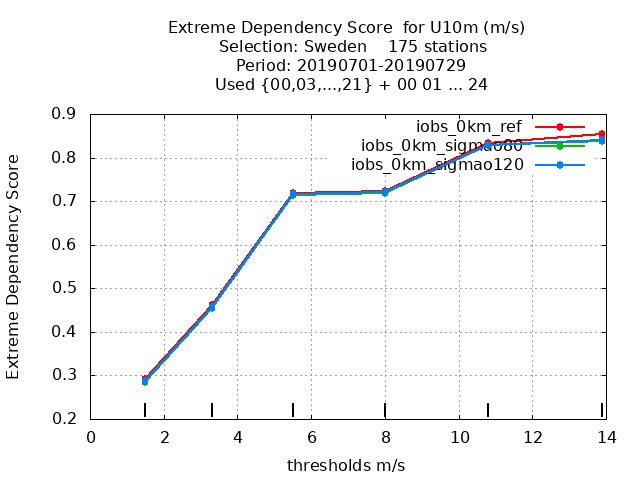 Extreme Dependency Score  for U10m (m/s)
Selection: Sweden    175 stations
Period: 20190701-20190729
Used {00,03,...,21} + 00 01 ... 24
iobs_0km_ref
iobs_0km_sigmao80
iobs_0km_sigmao120
Extreme Dependency Score
0.9
0.8
0.7
0.6
0.5
0.4
0.3
0.2
0 2 4 6 8 10 12 14
thresholds m/s